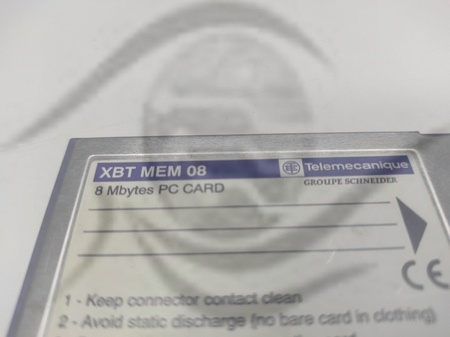 XBT MEM 08
Telemecanique
8 Mbytes PC CARD
GROUPE SCHNEIDER
CE
1 - Keep connector contact clean
2 - Avoid static discharge (no bare card in clothing)